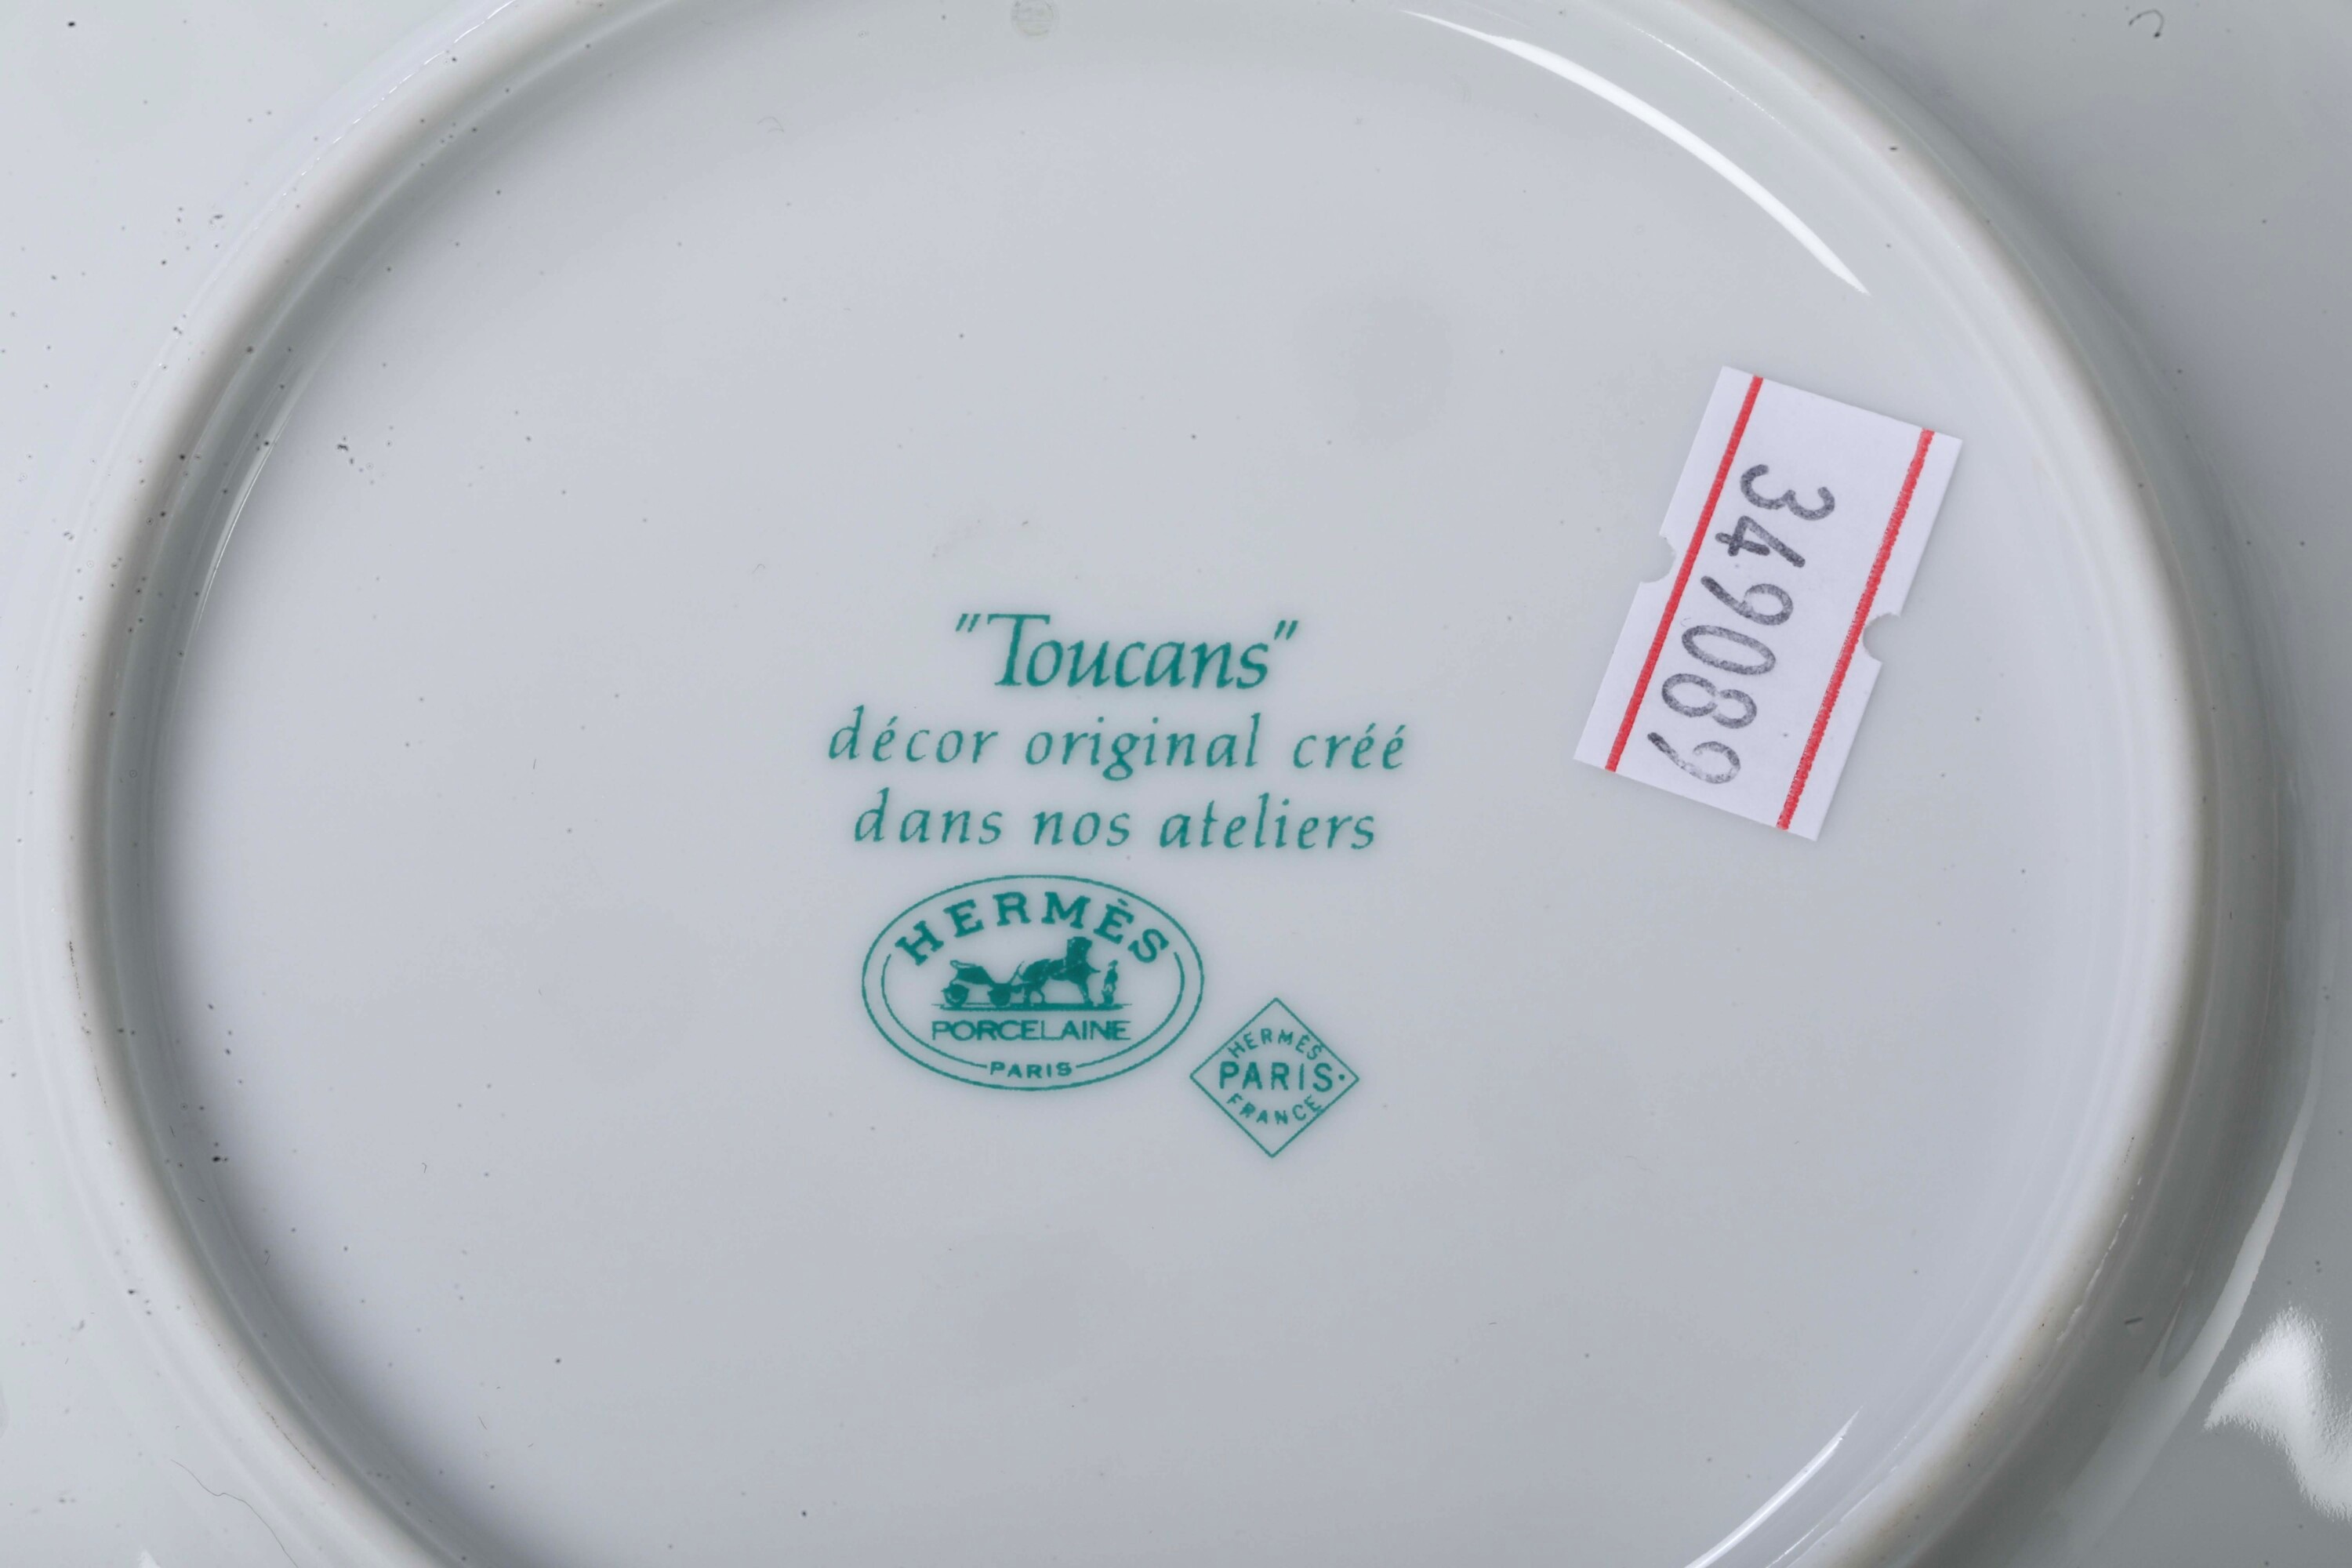 "Toucans"
décor original créé
dans nos ateliers
HERMÈS
PORCELAINE
PARIS
HERMÈS
PARIS
FRANCE
349089